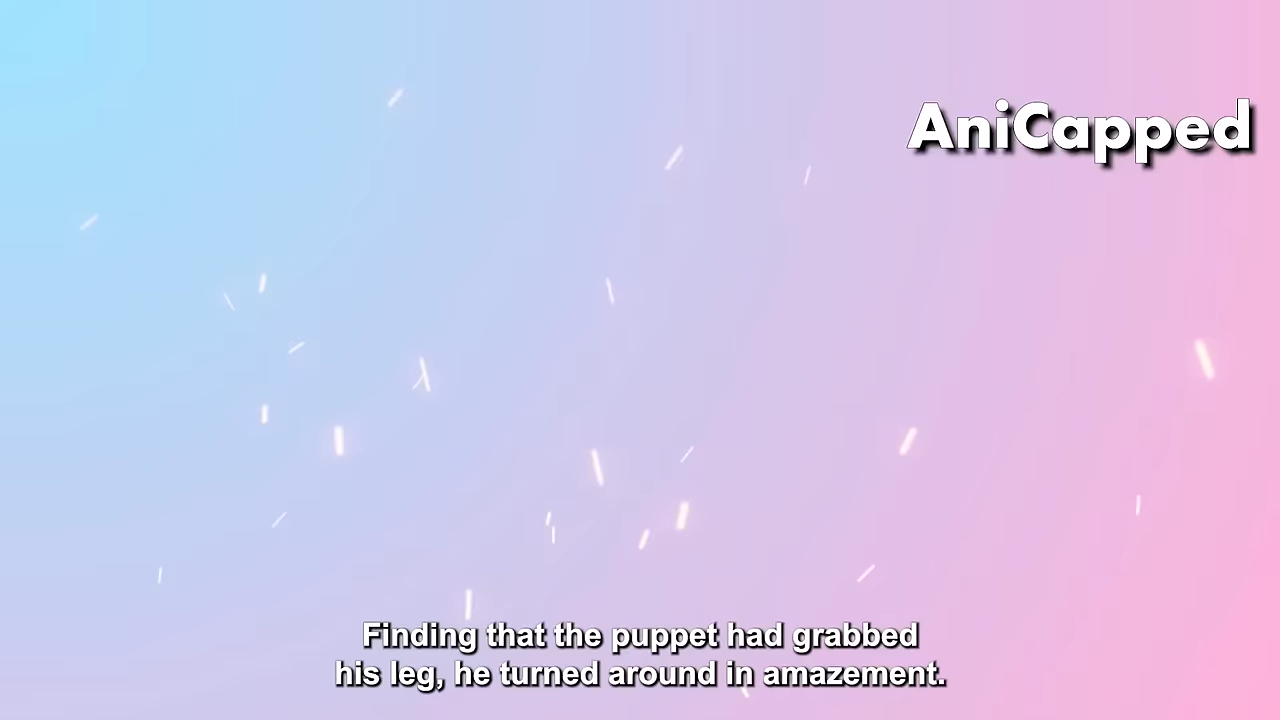 AniCapped
Finding that the puppet had grabbed
his leg, he turned around in amazement.